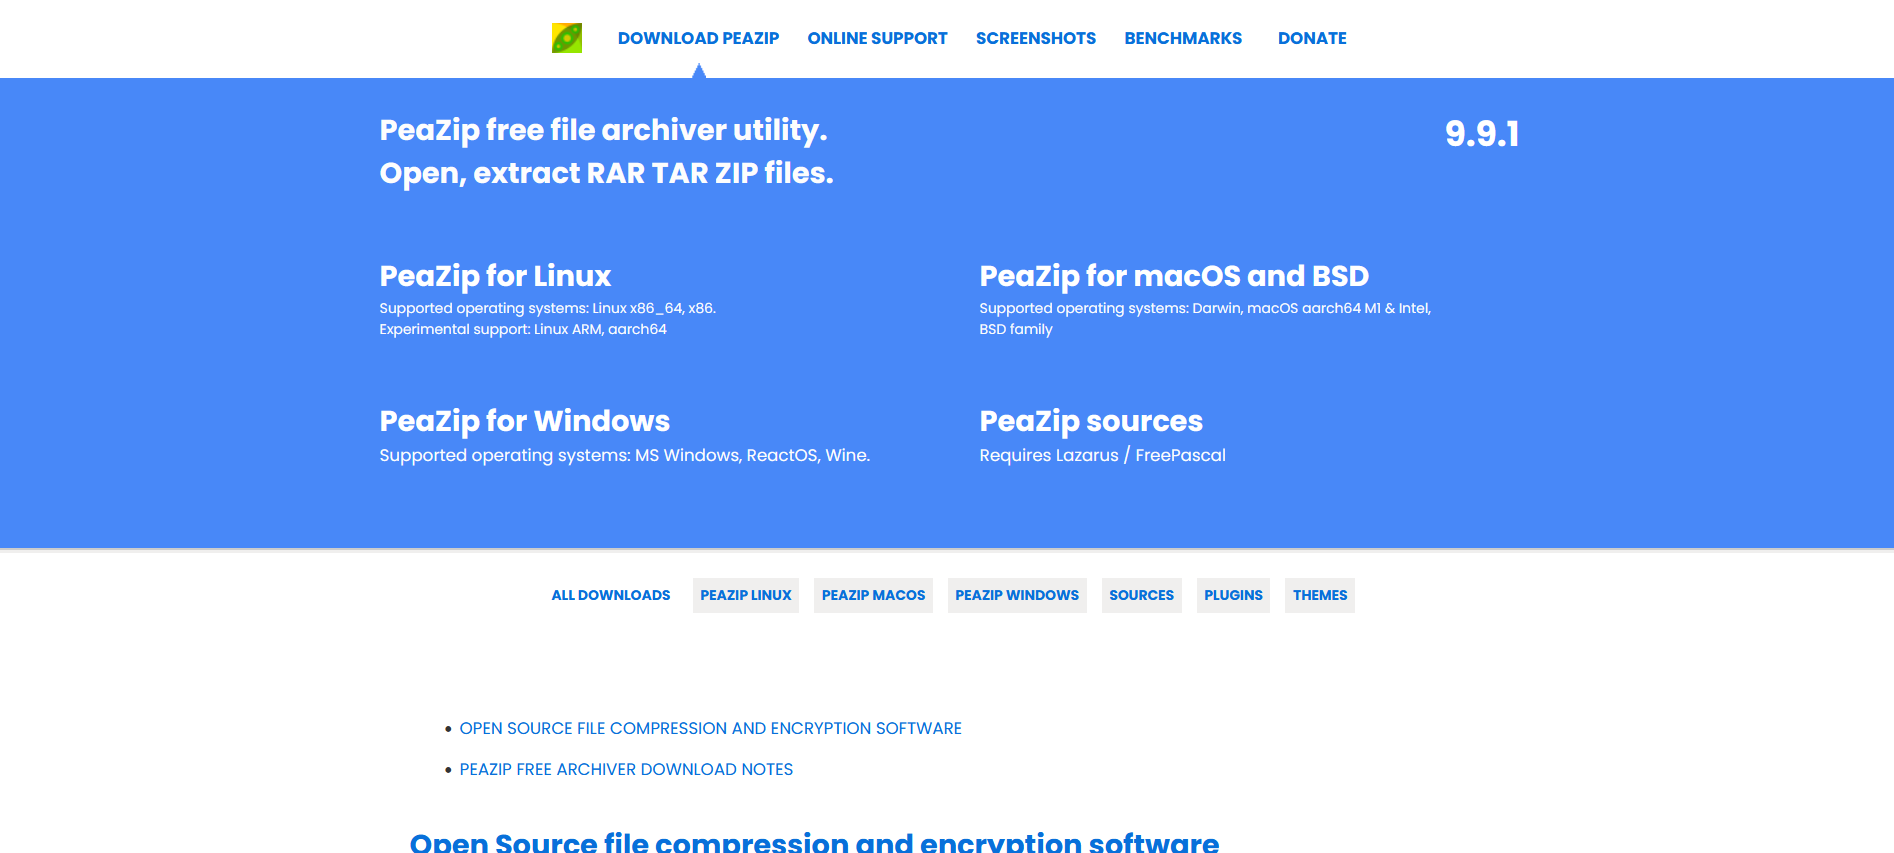 DOWNLOAD PEAZIP ONLINE SUPPORT SCREENSHOTS BENCHMARKS DONATE
PeaZip free file archiver utility.
Open, extract RAR TAR ZIP files.
9.9.1
PeaZip for Linux
Supported operating systems: Linux x86_64, x86.
Experimental support: Linux ARM, aarch64
PeaZip for macOS and BSD
Supported operating systems: Darwin, macOS aarch64 M1 & Intel,
BSD family
PeaZip for Windows
Supported operating systems: MS Windows, ReactOS, Wine.
PeaZip sources
Requires Lazarus / FreePascal
ALL DOWNLOADS PEAZIP LINUX PEAZIP MACOS PEAZIP WINDOWS SOURCES PLUGINS THEMES
• OPEN SOURCE FILE COMPRESSION AND ENCRYPTION SOFTWARE
• PEAZIP FREE ARCHIVER DOWNLOAD NOTES
Open Source file compression and encryption software